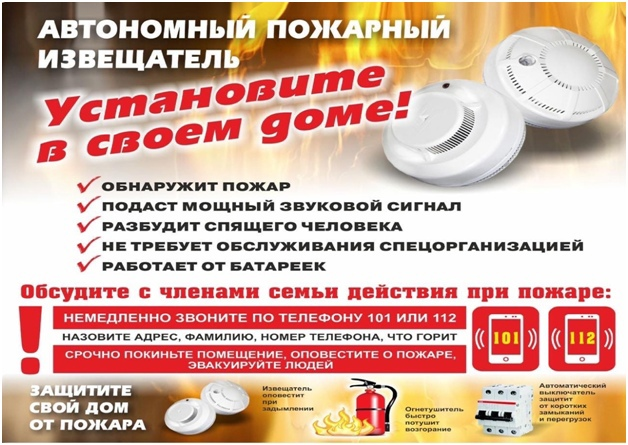 АВТОНОМНЫЙ ПОЖАРНЫЙ
ИЗВЕЩАТЕЛЬ
Установите
в своем доме!
ОБНАРУЖИТ ПОЖАР
ПОДАСТ МОЩНЫЙ ЗВУКОВОЙ СИГНАЛ
РАЗБУДИТ СПЯЩЕГО ЧЕЛОВЕКА
НЕ ТРЕБУЕТ ОБСЛУЖИВАНИЯ СПЕЦОРГАНИЗАЦИЕЙ
РАБОТАЕТ ОТ БАТАРЕЕК
Обсудите с членами семьи действия при пожаре:
! НЕМЕДЛЕННО ЗВОНИТЕ ПО ТЕЛЕФОНУ 101 ИЛИ 112
НАЗОВИТЕ АДРЕС, ФАМИЛИЮ, НОМЕР ТЕЛЕФОНА, ЧТО ГОРИТ
СРОЧНО ПОКИНЬТЕ ПОМЕЩЕНИЕ, ОПОВЕСТИТЕ О ПОЖАРЕ,
ЭВАКУИРУЙТЕ ЛЮДЕЙ
101
112
ЗАЩИТИТЕ
СВОЙ ДОМ
ОТ ПОЖАРА
Извещатель
оповестит
при
задымлении
Огнетушитель
быстро
потушит
возгорание
Автоматический
выключатель
защитит
от коротких
замыканий
и перегрузок